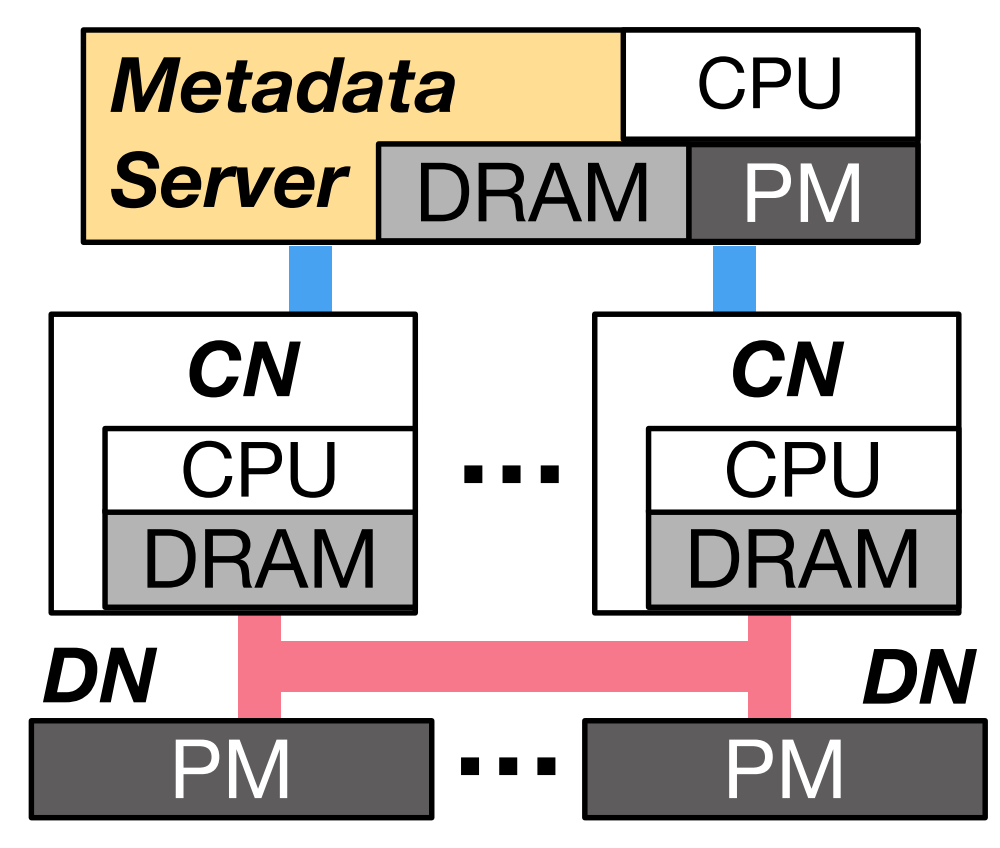 Metadata
Server
CPU
DRAM
PM
CN
CPU
DRAM
...
CN
CPU
DRAM
DN
PM
...
DN
PM